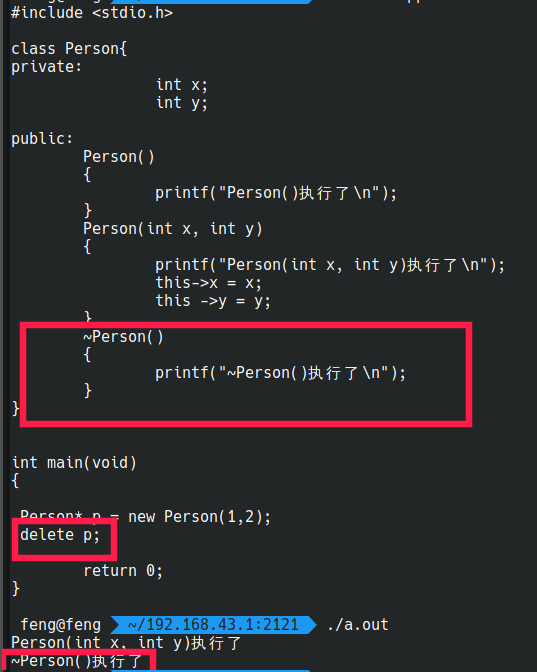 #include <stdio.h>
class Person{
private:
int x;
int y;
public:
Person()
{
printf("Person()执行了\n");
}
Person(int x, int y)
{
printf("Person(int x, int y)执行了\n");
this->x = x;
this ->y = y;
}
~Person()
{
printf("~Person()执行了\n");
}
}
int main(void)
{
Person* p = new Person(1,2);
delete p;
return 0;
}
feng@feng ~/192.168.43.1:2121 ./a.out
Person(int x, int y)执行了
~Person()执行了